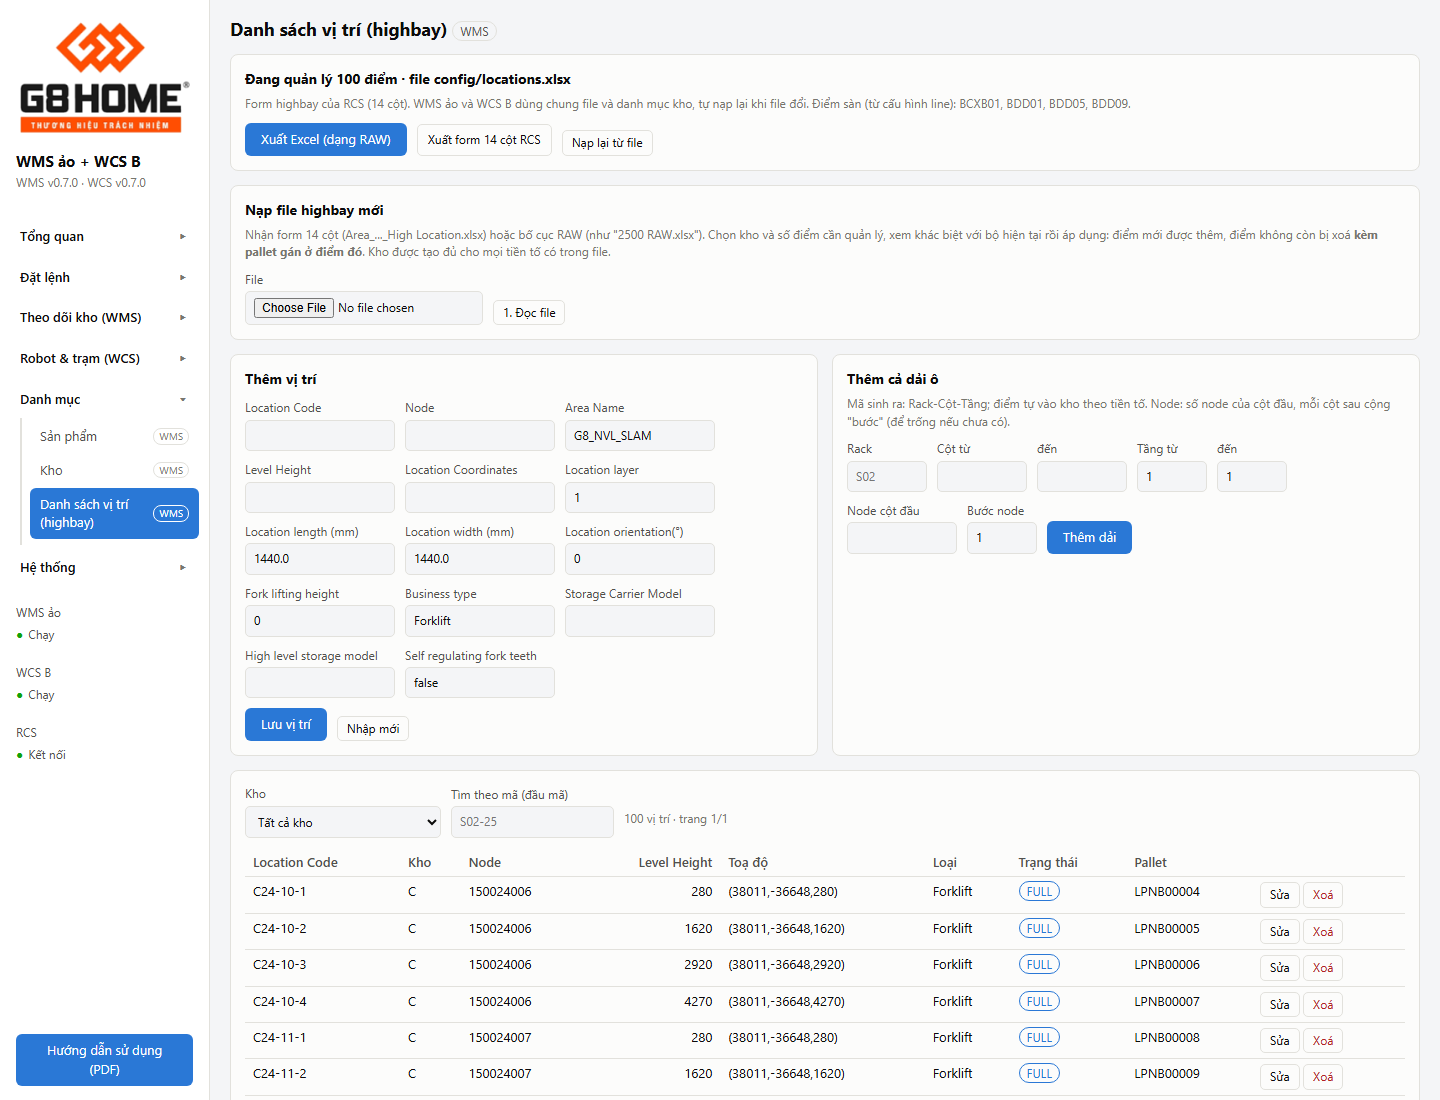 G8 HOME®
THƯƠNG HIỆU TRÁCH NHIỆM
WMS ảo + WCS B
WMS v0.7.0 · WCS v0.7.0
Tổng quan
Đặt lệnh
Theo dõi kho (WMS)
Robot & trạm (WCS)
Danh mục
Sản phẩm WMS
Kho WMS
Danh sách vị trí (highbay) WMS
Hệ thống
WMS ảo
Chạy
WCS B
Chạy
RCS
Kết nối
Hướng dẫn sử dụng (PDF)
Danh sách vị trí (highbay) WMS
Đang quản lý 100 điểm · file config/locations.xlsx
Form highbay của RCS (14 cột). WMS ảo và WCS B dùng chung file và danh mục kho, tự nạp lại khi file đổi. Điểm sàn (từ cấu hình line): BCXB01, BDD01, BDD05, BDD09.
Xuất Excel (dạng RAW) Xuất form 14 cột RCS Nạp lại từ file
Nạp file highbay mới
Nhận form 14 cột (Area_..._High Location.xlsx) hoặc bố cục RAW (như "2500 RAW.xlsx"). Chọn kho và số điểm cần quản lý, xem khác biệt với bộ hiện tại rồi áp dụng: điểm mới được thêm, điểm không còn bị xoá kèm
pallet gán ở điểm đó. Kho được tạo đủ cho mọi tiền tố có trong file.
File
Choose File No file chosen 1. Đọc file
Thêm vị trí
Location Code Node Area Name
G8_NVL_SLAM
Level Height Location Coordinates Location layer
1
Location length (mm) Location width (mm) Location orientation(°)
1440.0 1440.0 0
Fork lifting height Business type Storage Carrier Model
0 Forklift
High level storage model Self regulating fork teeth
false
Lưu vị trí Nhập mới
Thêm cả dải ô
Mã sinh ra: Rack-Cột-Tầng; điểm tự vào kho theo tiền tố. Node: số node của cột đầu, mỗi cột sau cộng
"bước" (để trống nếu chưa có).
Rack Cột từ đến Tầng từ đến
S02 1 1
Node cột đầu Bước node
1 Thêm dải
Kho Tìm theo mã (đầu mã)
Tất cả kho S02-25 100 vị trí · trang 1/1
Location Code Kho Node Level Height Toạ độ Loại Trạng thái Pallet
C24-10-1 C 150024006 280 (38011,-36648,280) Forklift FULL LPNB00004 Sửa Xoá
C24-10-2 C 150024006 1620 (38011,-36648,1620) Forklift FULL LPNB00005 Sửa Xoá
C24-10-3 C 150024006 2920 (38011,-36648,2920) Forklift FULL LPNB00006 Sửa Xoá
C24-10-4 C 150024006 4270 (38011,-36648,4270) Forklift FULL LPNB00007 Sửa Xoá
C24-11-1 C 150024007 280 (38011,-36648,280) Forklift FULL LPNB00008 Sửa Xoá
C24-11-2 C 150024007 1620 (38011,-36648,1620) Forklift FULL LPNB00009 Sửa Xoá